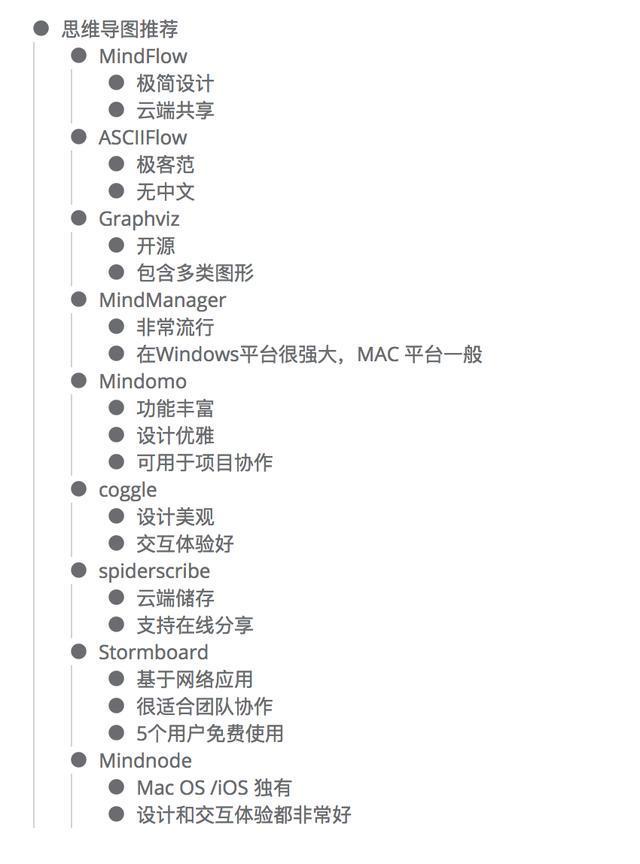 思维导图推荐
MindFlow
极简设计
云端共享
ASCIIFlow
极客范
无中文
Graphviz
开源
包含多类图形
MindManager
非常流行
在Windows平台很强大，MAC 平台一般
Mindomo
功能丰富
设计优雅
可用于项目协作
coggle
设计美观
交互体验好
spiderscribe
云端储存
支持在线分享
Stormboard
基于网络应用
很适合团队协作
5个用户免费使用
Mindnode
Mac OS /iOS 独有
设计和交互体验都非常好